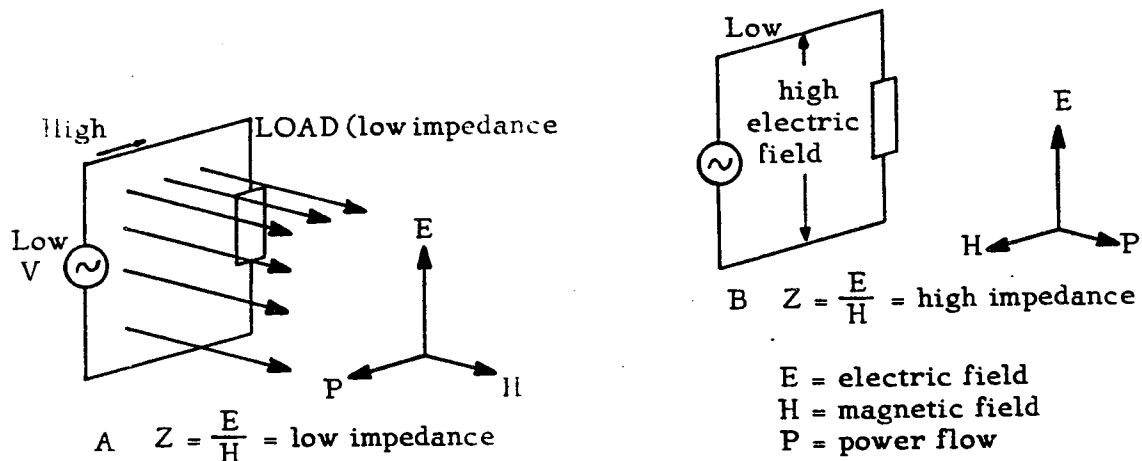 High
LOAD (low impedance
Low
V
E
P
H
A Z = E/H = low impedance
Low
high
electric
field
E
H
P
B Z = E/H = high impedance
E = electric field
H = magnetic field
P = power flow